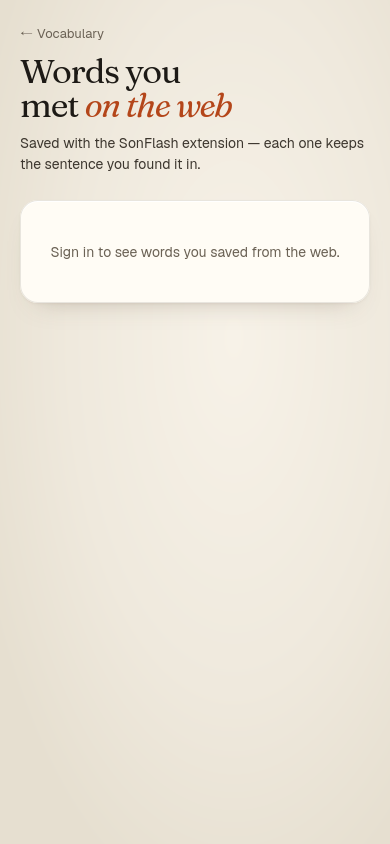 ← Vocabulary
Words you
met on the web
Saved with the SonFlash extension — each one keeps
the sentence you found it in.
Sign in to see words you saved from the web.